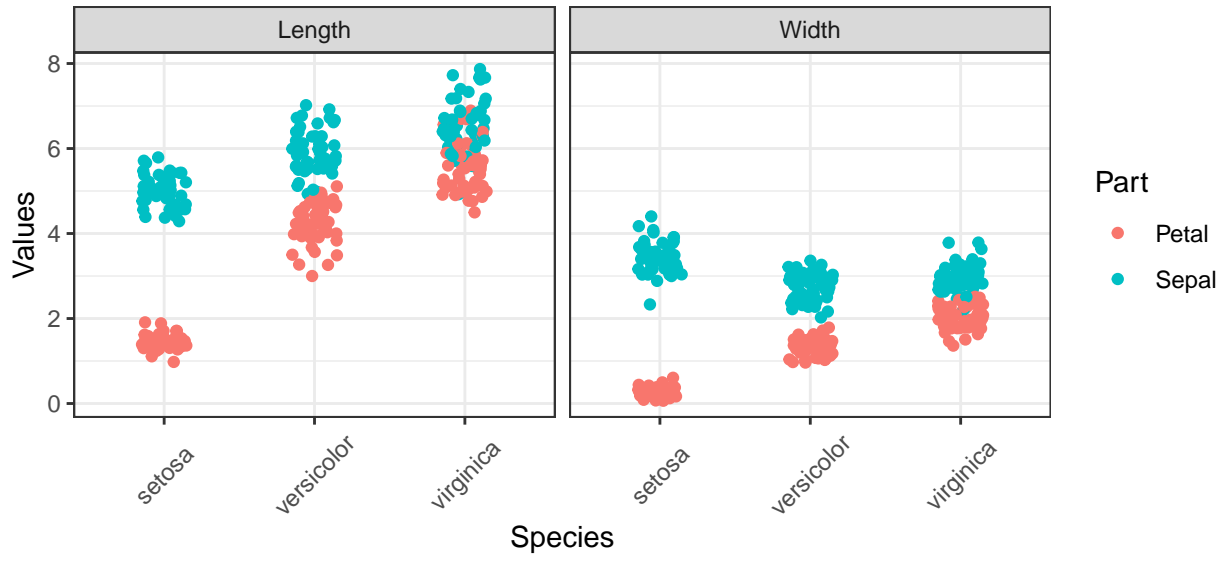 Length Width
Values
8
6
4
2
0
setosa versicolor virginica setosa versicolor virginica
Species
Part
Petal
Sepal